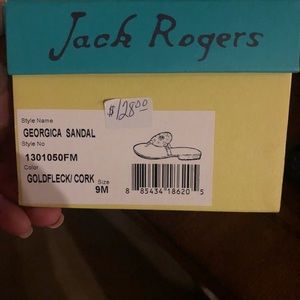 Jack Rogers
$128.00
Style Name
GEORGICA SANDAL
Style No
1301050FM
Color
Size
GOLDFLECK/ CORK 9M
8 85434 18620 5